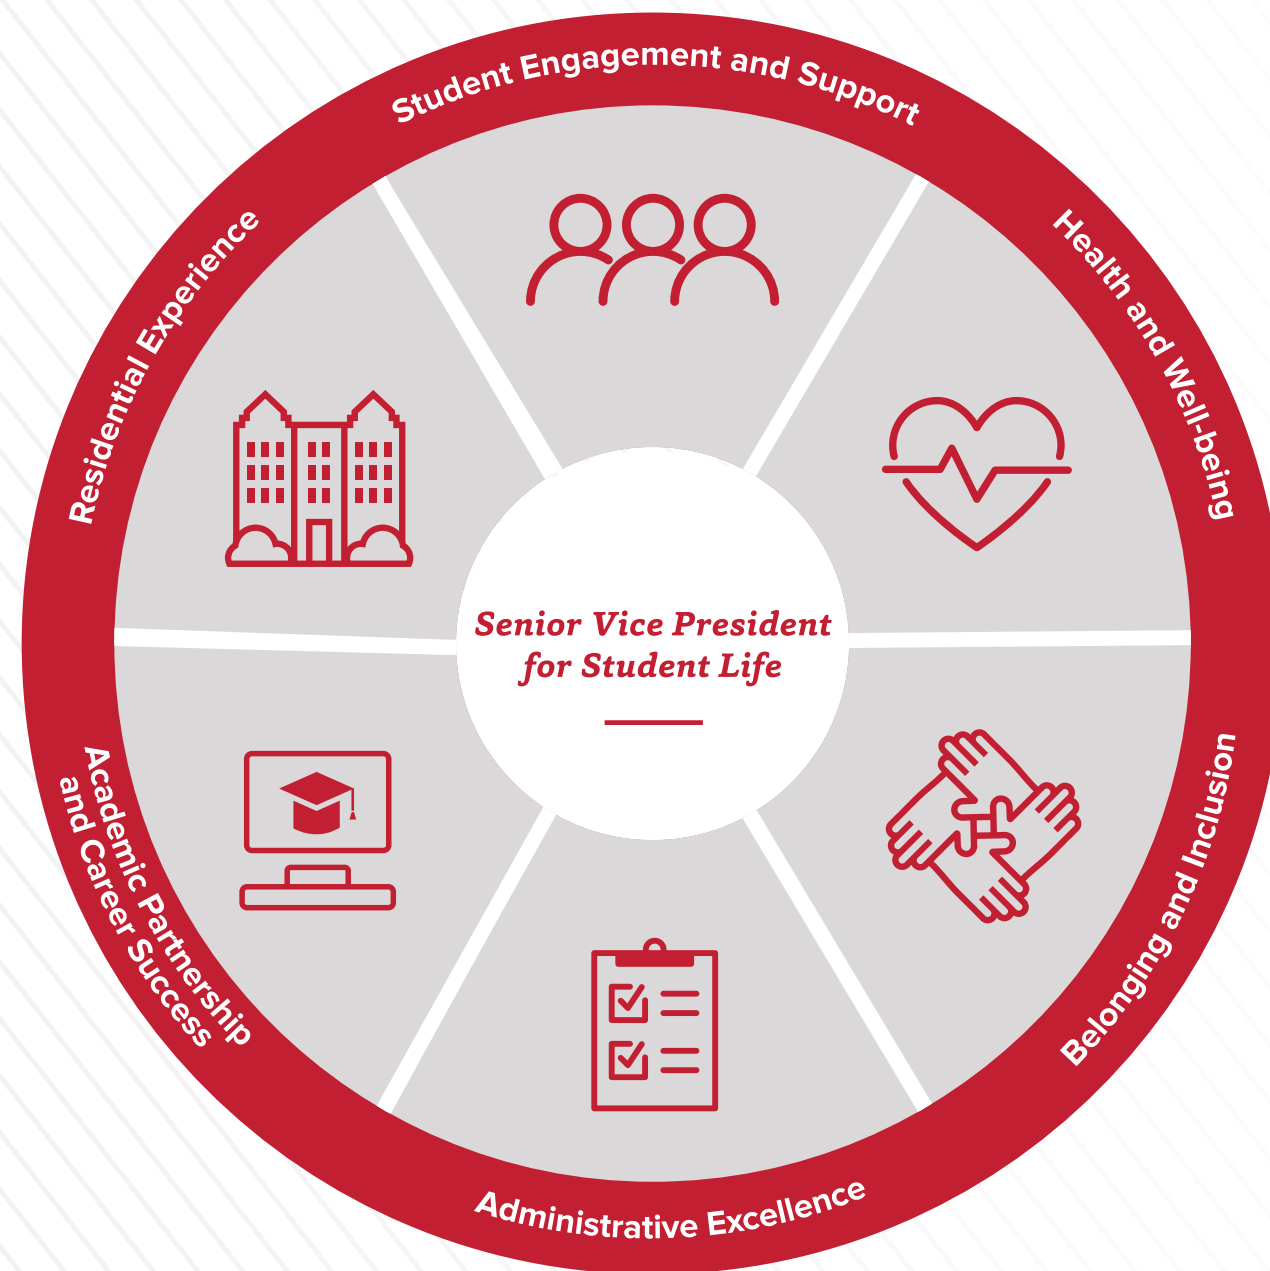 Student Engagement and Support
Health and Well-being
Belonging and Inclusion
Administrative Excellence
Academic Partnership
and Career Success
Residential Experience
Senior Vice President
for Student Life